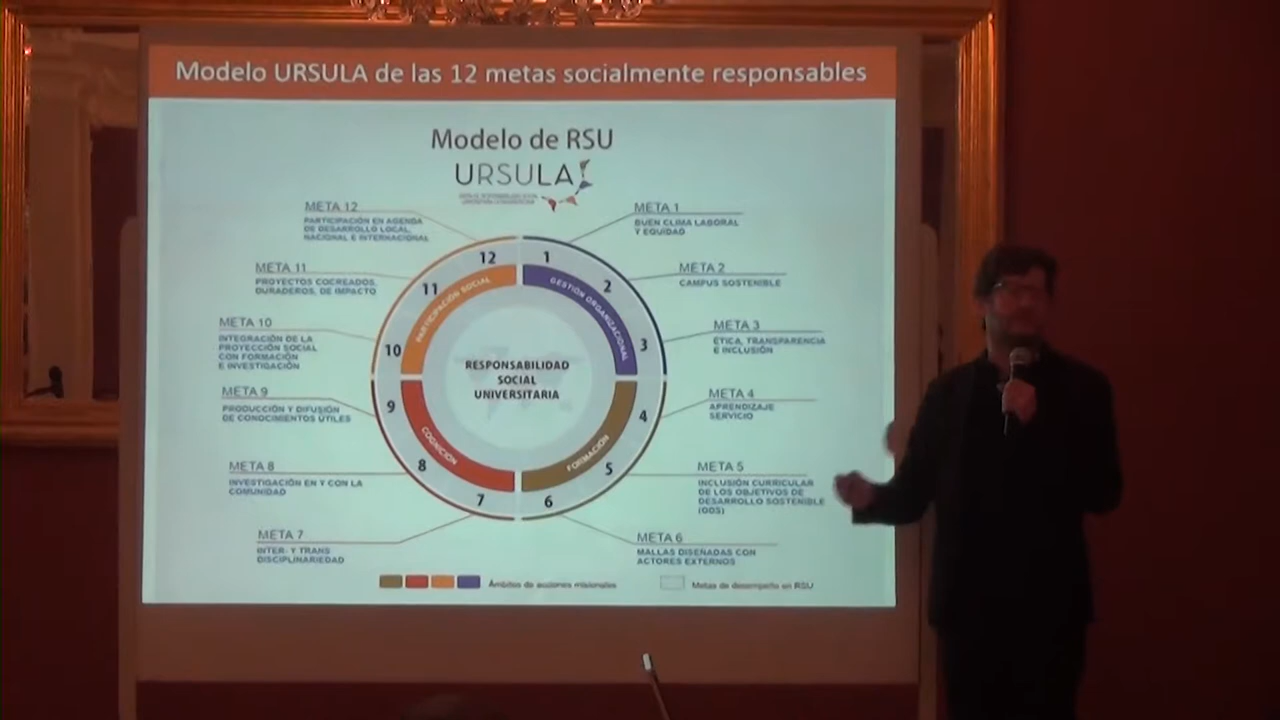 Modelo URSULA de las 12 metas socialmente responsables
Modelo de RSU
URSULA
META 12
PARTICIPACIÓN EN AGENDA
DE DESARROLLO LOCAL,
NACIONAL E INTERNACIONAL
META 1
BUEN CLIMA LABORAL
Y EQUIDAD
META 11
PROYECTOS COCREADOS,
DURADEROS, DE IMPACTO
META 2
CAMPUS SOSTENIBLE
META 10
INTEGRACIÓN DE LA
PROYECCIÓN SOCIAL
CON FORMACIÓN
E INVESTIGACIÓN
META 3
ÉTICA, TRANSPARENCIA
E INCLUSIÓN
META 9
PRODUCCIÓN Y DIFUSIÓN
DE CONOCIMIENTOS ÚTILES
META 4
APRENDIZAJE
SERVICIO
META 8
INVESTIGACIÓN EN Y CON LA
COMUNIDAD
META 5
INCLUSIÓN CURRICULAR
DE LOS OBJETIVOS DE
DESARROLLO SOSTENIBLE
(ODS)
META 7
INTER- Y TRANS
DISCIPLINARIEDAD
META 6
MALLAS DISEÑADAS CON
ACTORES EXTERNOS
12
1
11
2
10
3
9
4
8
5
7
6
PARTICIPACIÓN SOCIAL
GESTIÓN ORGANIZACIONAL
COGNICIÓN
FORMACIÓN
RESPONSABILIDAD
SOCIAL
UNIVERSITARIA
Ámbitos de acciones misionales
Metas de desempeño en RSU